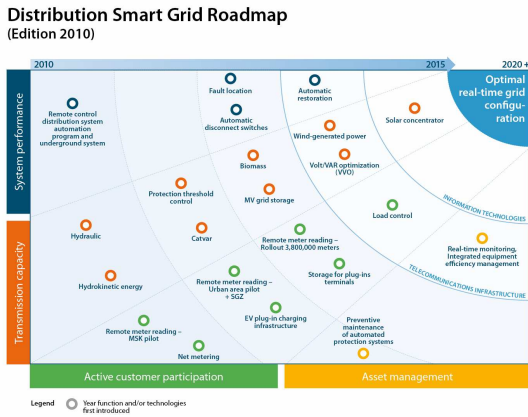 Distribution Smart Grid Roadmap
(Edition 2010)
2010
2015
2020 +
Optimal
real-time grid
configu-
ration
System performance
Transmission capacity
Remote control
distribution system
automation
program and
underground system
Fault location
Automatic
disconnect switches
Automatic
restoration
Wind-generated power
Solar concentrator
Biomass
Volt/VAR optimization
(VVO)
Protection threshold
control
MV grid storage
Load control
INFORMATION TECHNOLOGIES
Hydraulic
Catvar
Remote meter reading –
Rollout 3,800,000 meters
Real-time monitoring,
Integrated equipment
efficiency management
TELECOMMUNICATIONS INFRASTRUCTURE
Hydrokinetic energy
Remote meter reading –
Urban area pilot
+ SGZ
Storage for plug-ins
terminals
EV plug-in charging
infrastructure
Remote meter reading –
MSK pilot
Net metering
Preventive
maintenance
of automated
protection systems
Active customer participation
Asset management
Legend
Year function and/or technologies
first introduced